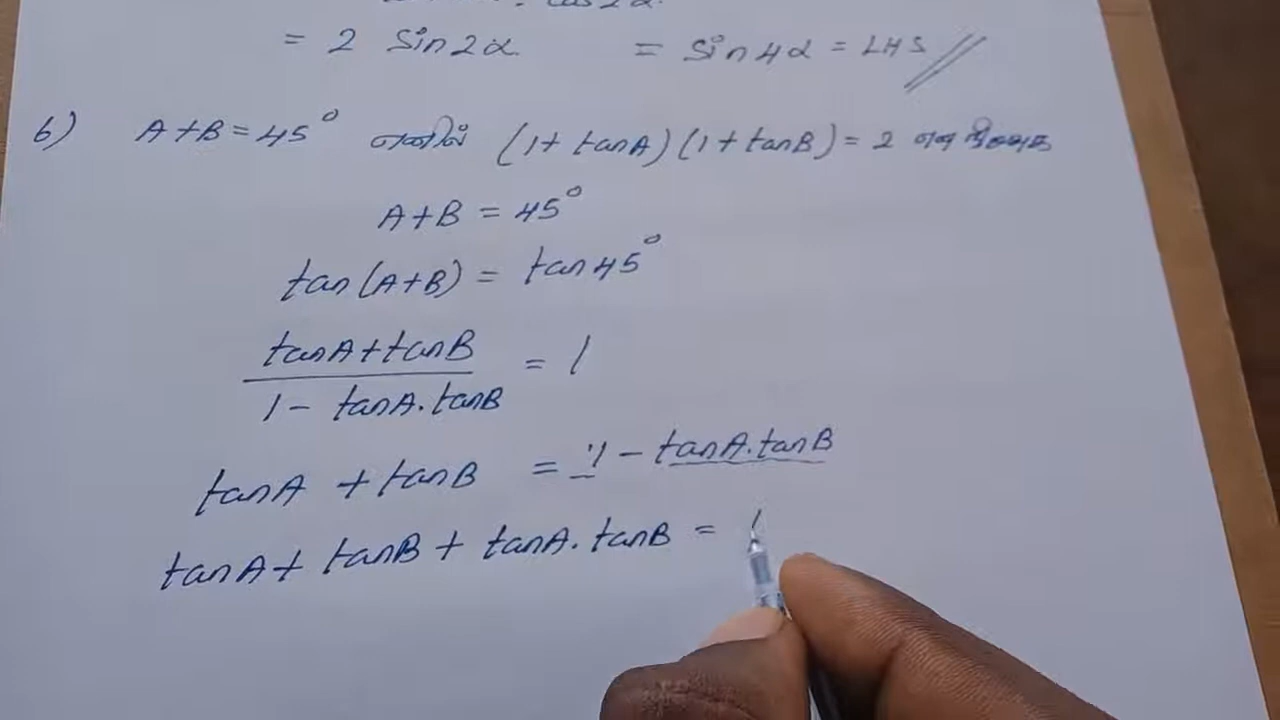 = 2 Sin2α = Sin4α = LHS
6) A+B=45° எனில் (1+tanA)(1+tanB)=2 என நிறுவுக
A+B = 45°
tan(A+B) = tan45°
tanA+tanB / 1 - tanA.tanB = 1
tanA + tanB = 1 - tanA.tanB
tanA + tanB + tanA.tanB = 1